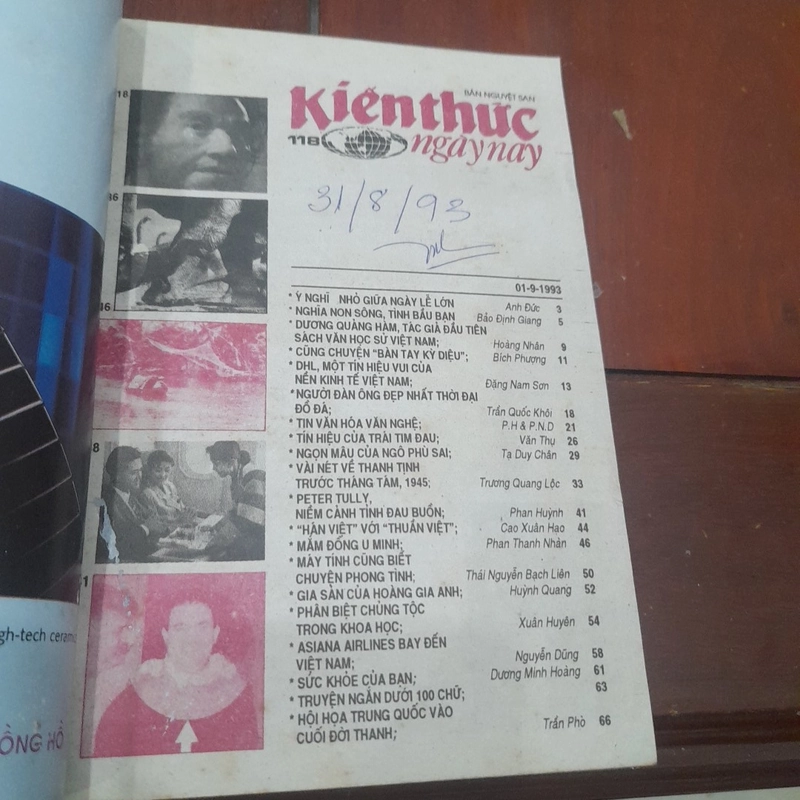 BÁN NGUYỆT SAN
Kiến thức
118
ngày nay
31/8/93
01-9-1993
* Ý NGHĨ NHỎ GIỮA NGÀY LỄ LỚN Anh Đức 3
* NGHĨA NON SÔNG, TÌNH BẦU BẠN Bảo Định Giang 5
* DƯƠNG QUẢNG HÀM, TÁC GIẢ ĐẦU TIÊN
SÁCH VĂN HỌC SỬ VIỆT NAM; Hoàng Nhân 9
* CŨNG CHUYỆN "BÀN TAY KỲ DIỆU"; Bích Phượng 11
* DHL, MỘT TÍN HIỆU VUI CỦA
NỀN KINH TẾ VIỆT NAM; Đặng Nam Sơn 13
* NGƯỜI ĐÀN ÔNG ĐẸP NHẤT THỜI ĐẠI
ĐỒ ĐÁ; Trần Quốc Khôi 18
* TIN VĂN HÓA VĂN NGHỆ; P.H & P.N.D 21
* TÍN HIỆU CỦA TRÁI TIM ĐAU; Văn Thụ 26
* NGỌN MÂU CỦA NGÔ PHÙ SAI; Tạ Duy Chân 29
* VÀI NÉT VỀ THANH TỊNH
TRƯỚC THÁNG TÁM, 1945; Trương Quang Lộc 33
* PETER TULLY,
NIỀM CẢNH TỈNH ĐAU BUỒN; Phan Huỳnh 41
* "HÁN VIỆT" VỚI "THUẦN VIỆT"; Cao Xuân Hạo 44
* MẮM ĐỒNG U MINH; Phan Thanh Nhàn 46
* MÁY TÍNH CŨNG BIẾT
CHUYỆN PHONG TÌNH; Thái Nguyễn Bạch Liên 50
* GIA SẢN CỦA HOÀNG GIA ANH; Huỳnh Quang 52
* PHÂN BIỆT CHỦNG TỘC
TRONG KHOA HỌC; Xuân Huyên 54
* ASIANA AIRLINES BAY ĐẾN
VIỆT NAM; Nguyễn Dũng 58
* SỨC KHỎE CỦA BẠN; Dương Minh Hoàng 61
* TRUYỆN NGẮN DƯỚI 100 CHỮ; 63
* HỘI HỌA TRUNG QUỐC VÀO
CUỐI ĐỜI THANH; Trần Phò 66
18
46
46
8
1
gh-tech ceramic
ỒNG HỒ